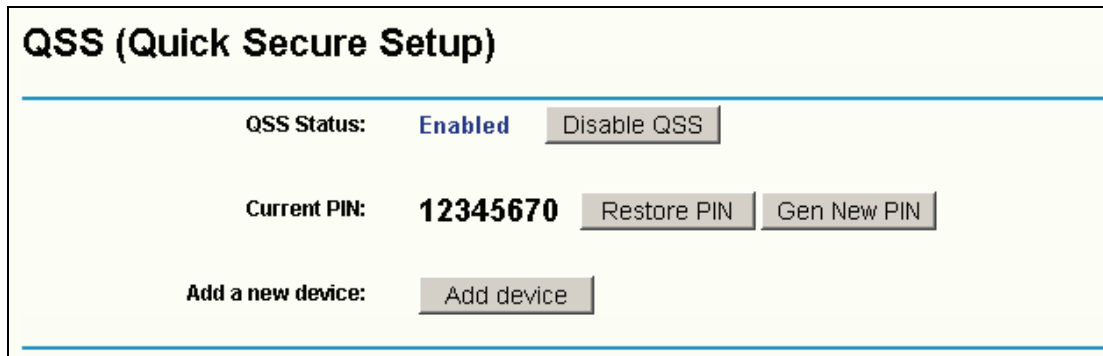 QSS (Quick Secure Setup)
QSS Status: Enabled Disable QSS
Current PIN: 12345670 Restore PIN Gen New PIN
Add a new device: Add device